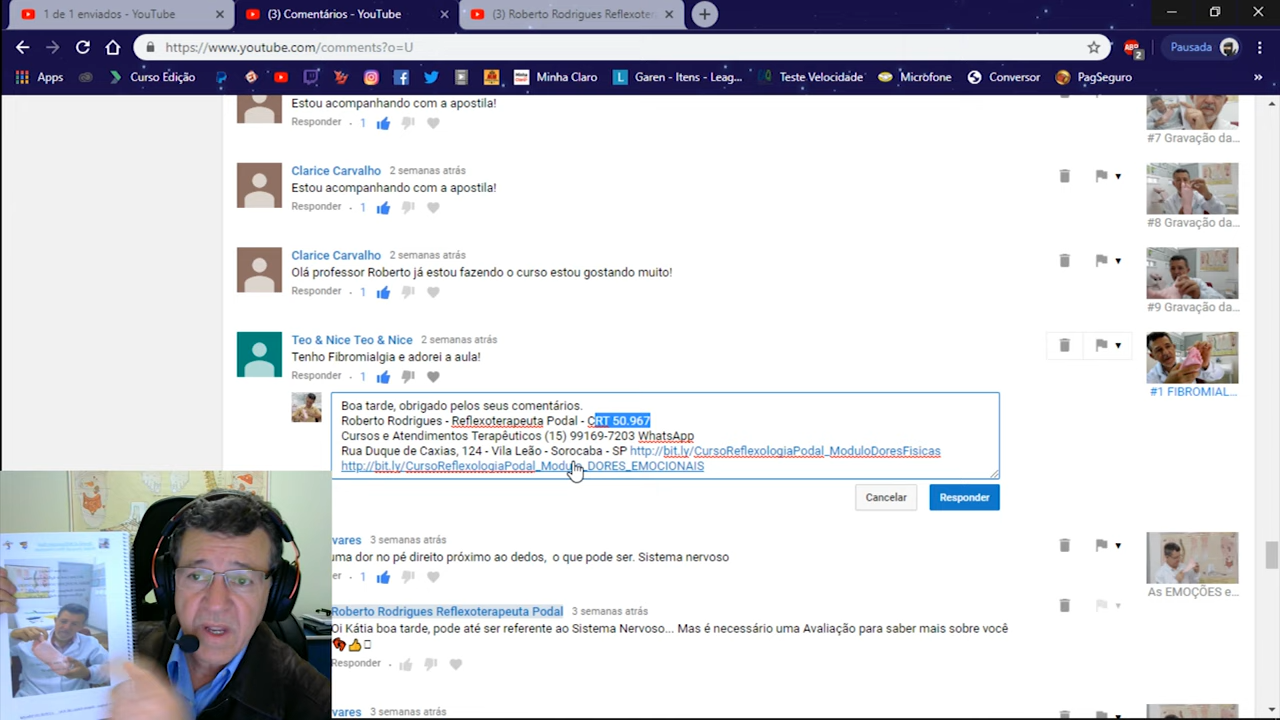 1 de 1 enviados - YouTube
(3) Comentários - YouTube
(3) Roberto Rodrigues Reflexoter
https://www.youtube.com/comments?o=U
ABP
2
Pausada
Apps
Curso Edição
Minha Claro
L
Garen - Itens - Leag...
Teste Velocidade
Microfone
Conversor
PagSeguro
»
Estou acompanhando com a apostila!
Responder . 1
#7 Gravação da...
Clarice Carvalho 2 semanas atrás
Estou acompanhando com a apostila!
Responder . 1
#8 Gravação da...
Clarice Carvalho 2 semanas atrás
Olá professor Roberto já estou fazendo o curso estou gostando muito!
Responder . 1
#9 Gravação da...
Teo & Nice Teo & Nice 2 semanas atrás
Tenho Fibromialgia e adorei a aula!
Responder . 1
#1 FIBROMIAL...
Boa tarde, obrigado pelos seus comentários.
Roberto Rodrigues - Reflexoterapeuta Podal - CRT 50.967
Cursos e Atendimentos Terapêuticos (15) 99169-7203 WhatsApp
Rua Duque de Caxias, 124 - Vila Leão - Sorocaba - SP http://bit.ly/CursoReflexologiaPodal_ModuloDoresFisicas
http://bit.ly/CursoReflexologiaPodal_Modulo_DORES_EMOCIONAIS
Cancelar
Responder
vares 3 semanas atrás
uma dor no pé direito próximo ao dedos, o que pode ser. Sistema nervoso
er . 1
As EMOÇÕES e...
Roberto Rodrigues Reflexoterapeuta Podal 3 semanas atrás
Oi Kátia boa tarde, pode até ser referente ao Sistema Nervoso... Mas é necessário uma Avaliação para saber mais sobre você
Responder .
vares 3 semanas atrás